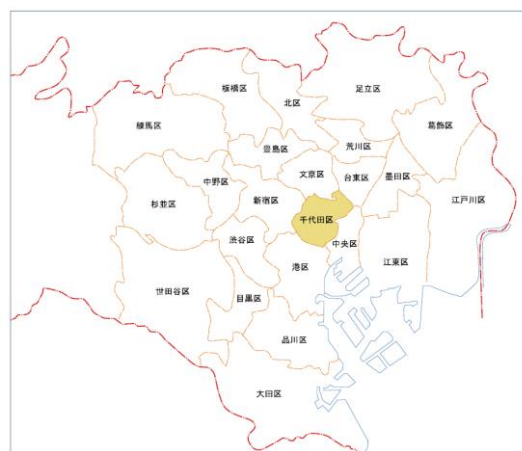 板橋区
北区
足立区
練馬区
葛飾区
豊島区
荒川区
中野区
文京区
台東区
墨田区
杉並区
新宿区
江戸川区
千代田区
渋谷区
中央区
港区
江東区
世田谷区
目黒区
品川区
大田区